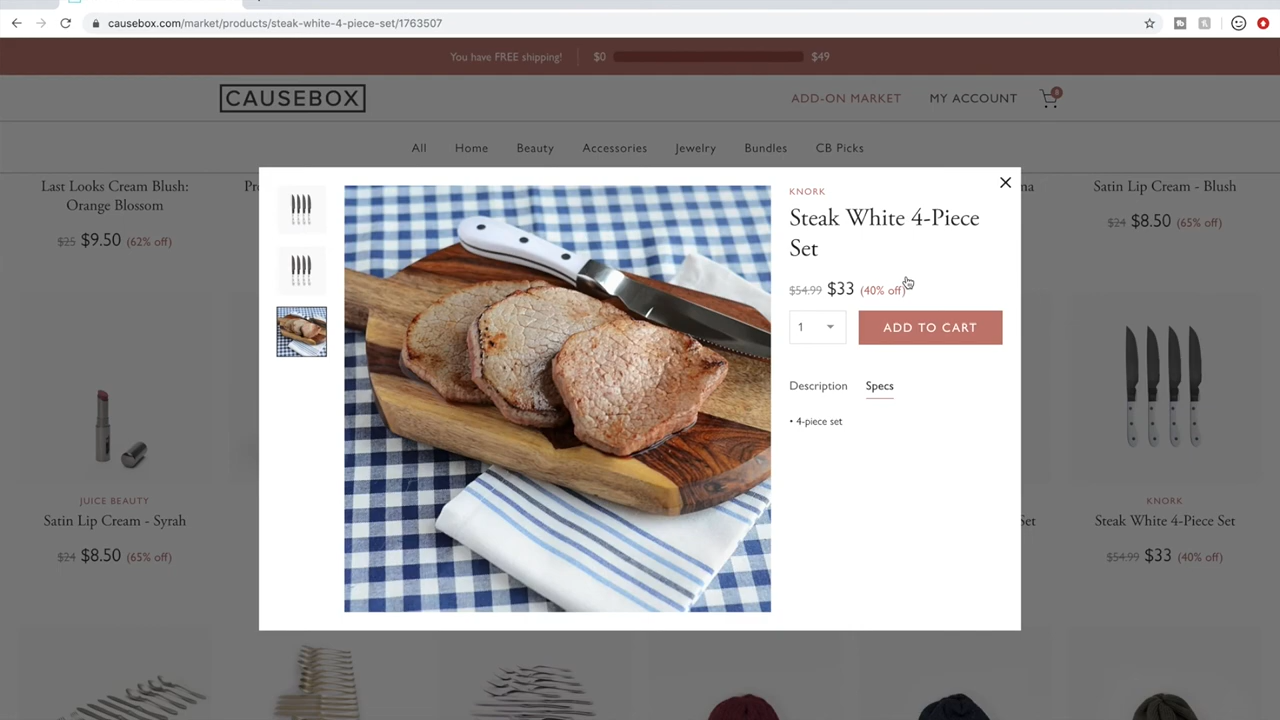 causebox.com/market/products/steak-white-4-piece-set/1763507
You have FREE shipping! $0 $49
CAUSEBOX
ADD-ON MARKET MY ACCOUNT 8
All Home Beauty Accessories Jewelry Bundles CB Picks
Last Looks Cream Blush:
Orange Blossom
$25 $9.50 (62% off)
Satin Lip Cream - Blush
$24 $8.50 (65% off)
KNORK
Steak White 4-Piece
Set
$54.99 $33 (40% off)
1 ADD TO CART
Description Specs
• 4-piece set
JUICE BEAUTY
Satin Lip Cream - Syrah
$24 $8.50 (65% off)
Set
KNORK
Steak White 4-Piece Set
$54.99 $33 (40% off)